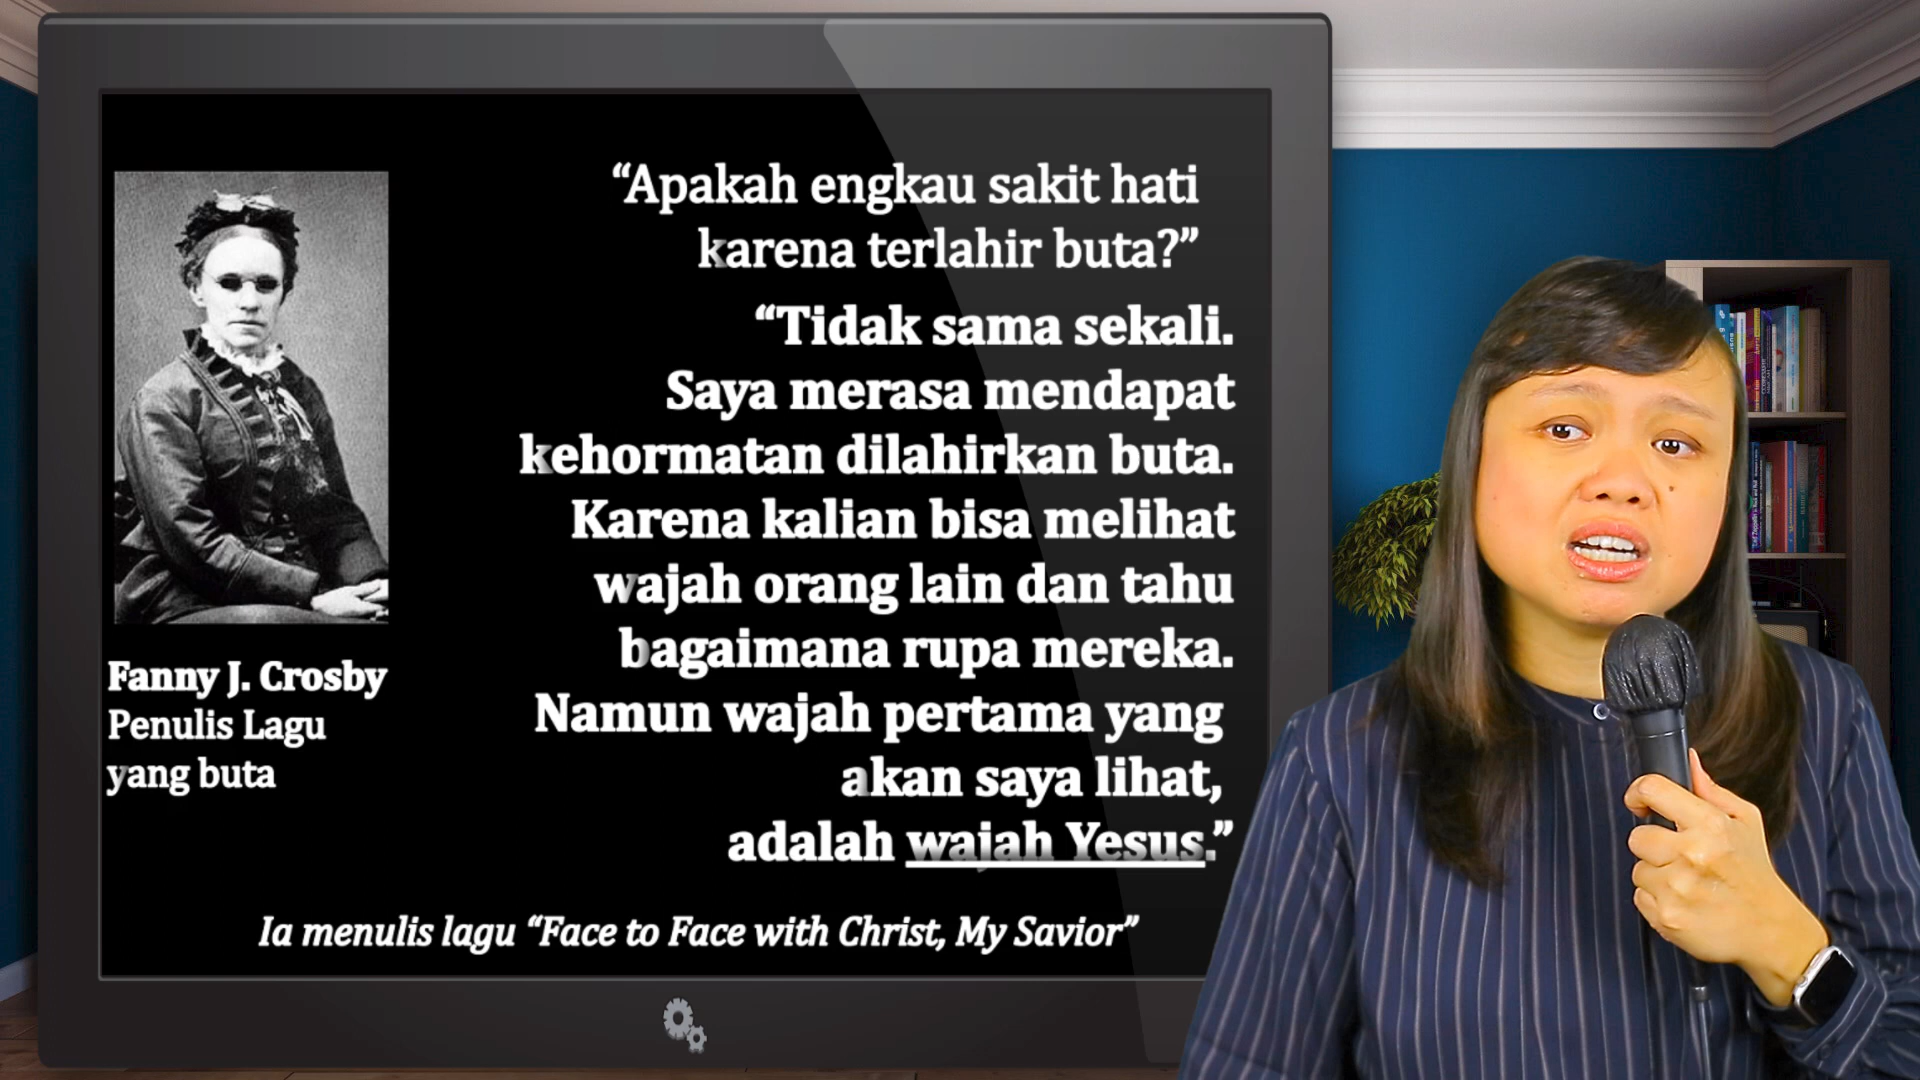 “Apakah engkau sakit hati
karena terlahir buta?”
“Tidak sama sekali.
Saya merasa mendapat
kehormatan dilahirkan buta.
Karena kalian bisa melihat
wajah orang lain dan tahu
bagaimana rupa mereka.
Namun wajah pertama yang
akan saya lihat,
adalah wajah Yesus.”
Fanny J. Crosby
Penulis Lagu
yang buta
Ia menulis lagu “Face to Face with Christ, My Savior”